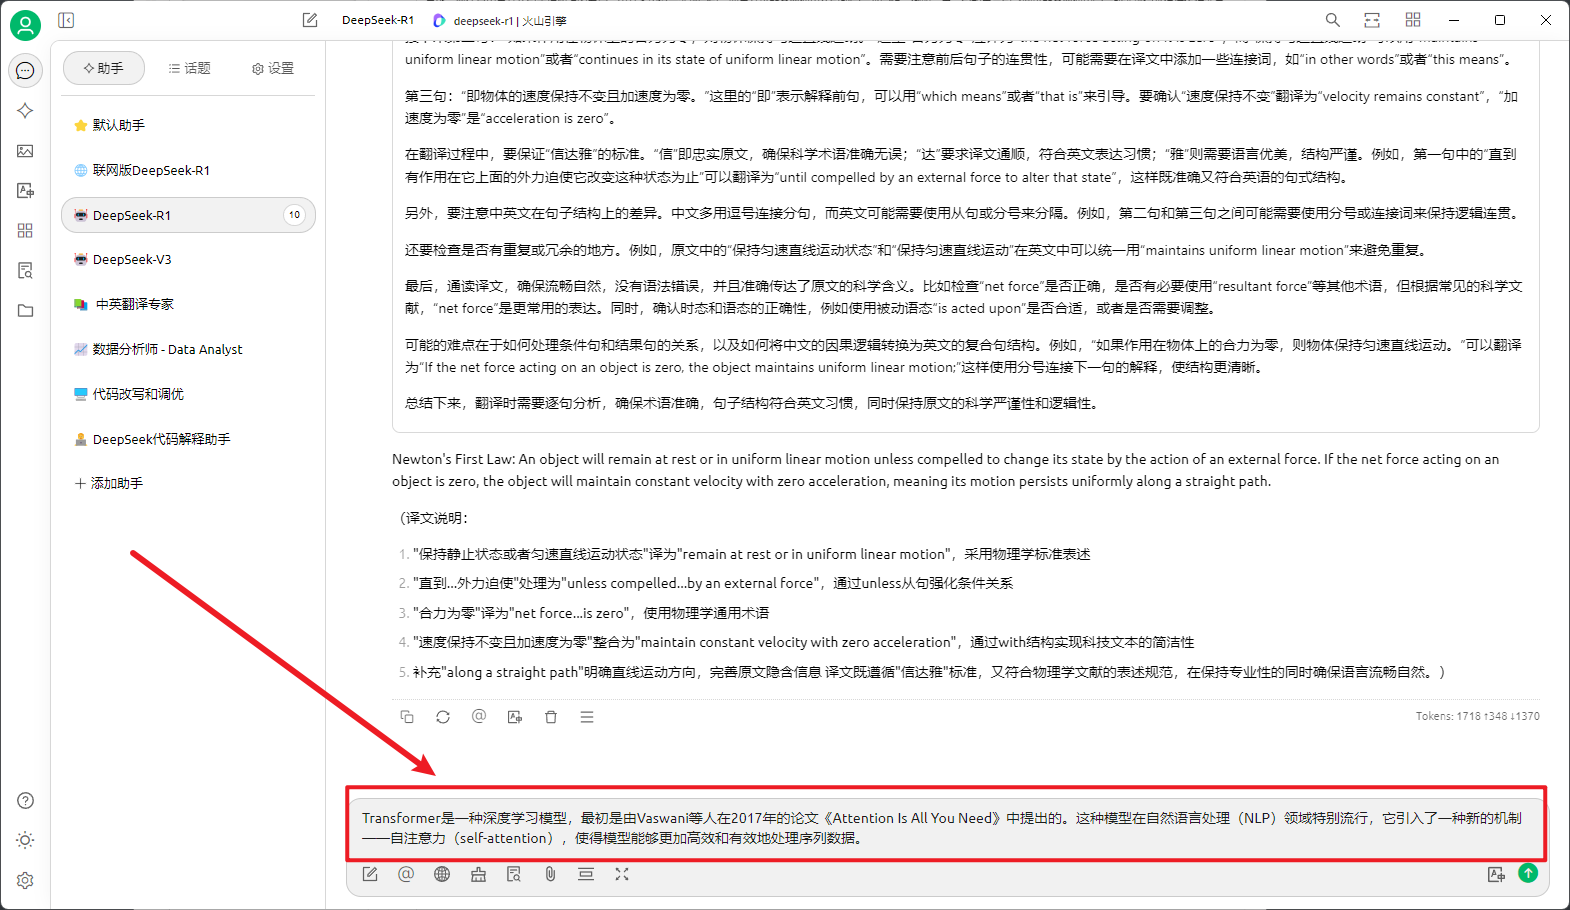 DeepSeek-R1
deepseek-r1 | 火山引擎
助手
话题
设置
默认助手
联网版DeepSeek-R1
DeepSeek-R1
10
DeepSeek-V3
中英翻译专家
数据分析师 - Data Analyst
代码改写和调优
DeepSeek代码解释助手
添加助手
uniform linear motion”或者“continues in its state of uniform linear motion”。需要注意前后句子的连贯性，可能需要在译文中添加一些连接词，如“in other words”或者“this means”。
第三句：“即物体的速度保持不变且加速度为零。”这里的“即”表示解释前句，可以用“which means”或者“that is”来引导。要确认“速度保持不变”翻译为“velocity remains constant”，“加
速度为零”是“acceleration is zero”。
在翻译过程中，要保证“信达雅”的标准。“信”即忠实原文，确保科学术语准确无误；“达”要求译文通顺，符合英文表达习惯；“雅”则需要语言优美，结构严谨。例如，第一句中的“直到
有作用在它上面的外力迫使它改变这种状态为止”可以翻译为“until compelled by an external force to alter that state”，这样既准确又符合英语的句式结构。
另外，要注意中英文在句子结构上的差异。中文多用逗号连接分句，而英文可能需要使用从句或分号来分隔。例如，第二句和第三句之间可能需要使用分号或连接词来保持逻辑连贯。
还要检查是否有重复或冗余的地方。例如，原文中的“保持匀速直线运动状态”和“保持匀速直线运动”在英文中可以统一用“maintains uniform linear motion”来避免重复。
最后，通读译文，确保流畅自然，没有语法错误，并且准确传达了原文的科学含义。比如检查“net force”是否正确，是否有必要使用“resultant force”等其他术语，但根据常见的科学文
献，“net force”是更常用的表达。同时，确认时态和语态的正确性，例如使用被动语态“is acted upon”是否合适，或者是否需要调整。
可能的难点在于如何处理条件句和结果句的关系，以及如何将中文的因果逻辑转换为英文的复合句结构。例如，“如果作用在物体上的合力为零，则物体保持匀速直线运动。“可以翻译
为“If the net force acting on an object is zero, the object maintains uniform linear motion;”这样使用分号连接下一句的解释，使结构更清晰。
总结下来，翻译时需要逐句分析，确保术语准确，句子结构符合英文习惯，同时保持原文的科学严谨性和逻辑性。
Newton's First Law: An object will remain at rest or in uniform linear motion unless compelled to change its state by the action of an external force. If the net force acting on an
object is zero, the object will maintain constant velocity with zero acceleration, meaning its motion persists uniformly along a straight path.
（译文说明：
1. "保持静止状态或者匀速直线运动状态"译为"remain at rest or in uniform linear motion"，采用物理学标准表述
2. "直到...外力迫使"处理为"unless compelled...by an external force"，通过unless从句强化条件关系
3. "合力为零"译为"net force...is zero"，使用物理学通用术语
4. "速度保持不变且加速度为零"整合为"maintain constant velocity with zero acceleration"，通过with结构实现科技文本的简洁性
5. 补充"along a straight path"明确直线运动方向，完善原文隐含信息 译文既遵循"信达雅"标准，又符合物理学文献的表述规范，在保持专业性的同时确保语言流畅自然。）
Tokens: 1718 ↑348 ↓1370
Transformer是一种深度学习模型，最初是由Vaswani等人在2017年的论文《Attention Is All You Need》中提出的。这种模型在自然语言处理（NLP）领域特别流行，它引入了一种新的机制
——自注意力（self-attention），使得模型能够更加高效和有效地处理序列数据。